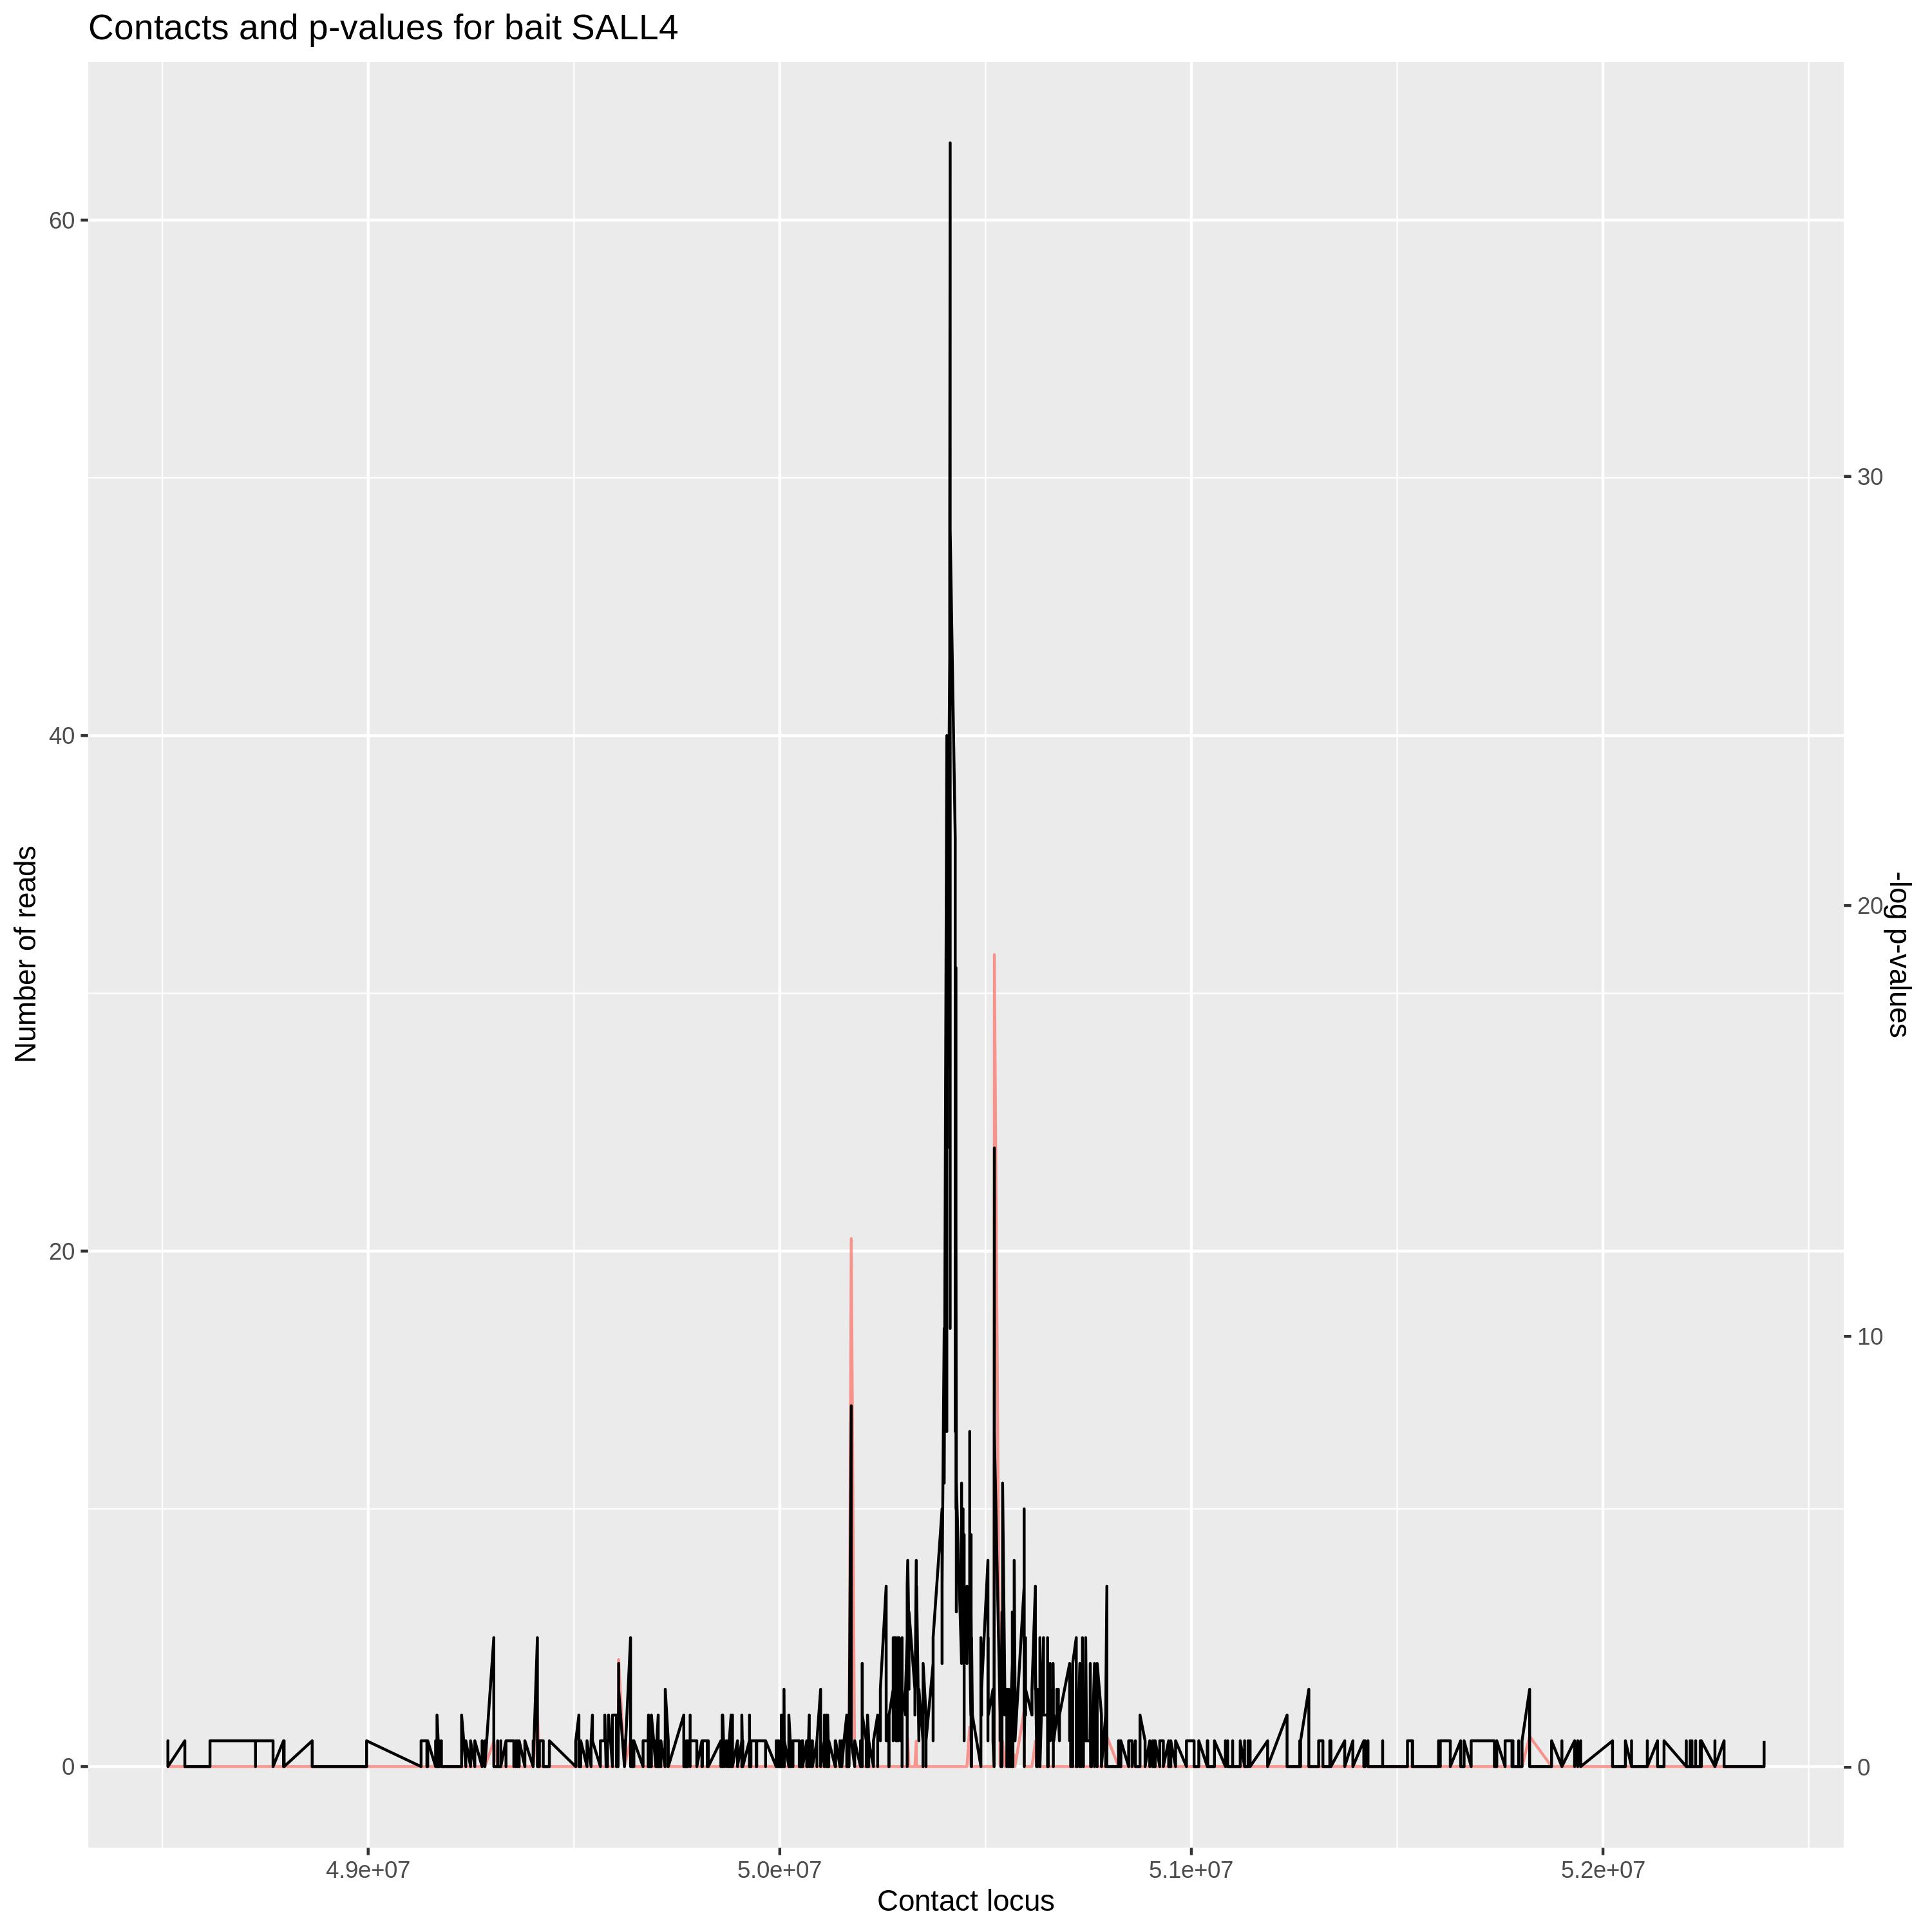 Contacts and p-values for bait SALL4
60
40
20
0
30
20
10
0
Number of reads
-log p-values
4.9e+07 5.0e+07 5.1e+07 5.2e+07
Contact locus